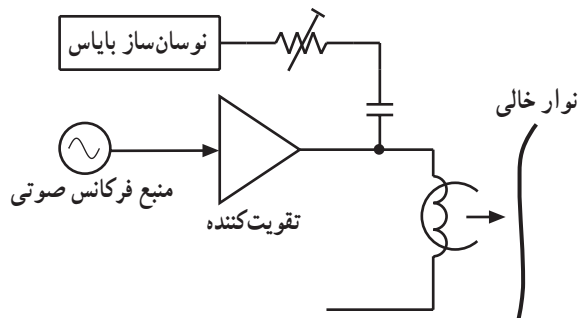 نوسان‌ساز بایاس
نوار خالی
منبع فرکانس صوتی
تقویت‌کننده